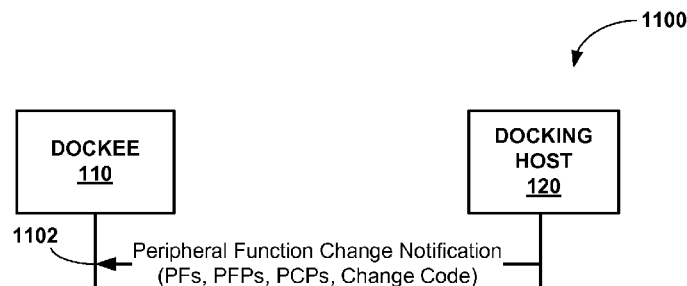 1100
DOCKEE
110
DOCKING
HOST
120
1102
Peripheral Function Change Notification
(PFs, PFPs, PCPs, Change Code)